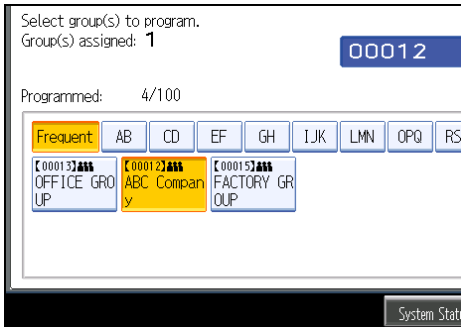 Select group(s) to program.
Group(s) assigned: 1
00012
Programmed: 4/100
Frequent AB CD EF GH IJK LMN OPQ RS
【00013】 【00012】 【00015】
OFFICE GRO ABC Compan FACTORY GR
UP y OUP
System Statu